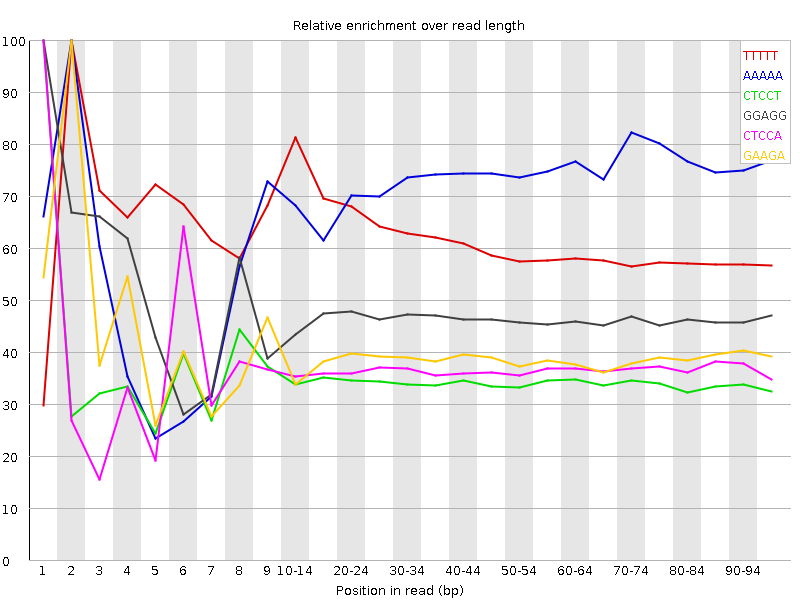 Relative enrichment over read length
100
90
80
70
60
50
40
30
20
10
0
TTTTT
AAAAA
CTCCT
GGAGG
CTCCA
GAAGA
1 2 3 4 5 6 7 8 9 10-14 20-24 30-34 40-44 50-54 60-64 70-74 80-84 90-94
Position in read (bp)